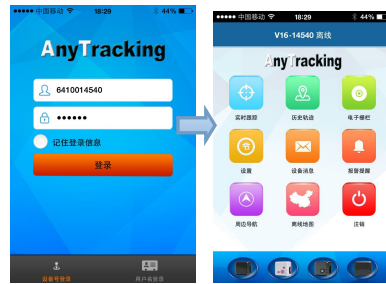 中国移动 18:29 44%
AnyTracking
6410014540
••••••
记住登录信息
登录
设备号登录 用户名登录
中国移动 18:29 44%
V16-14540 离线
AnyTracking
实时跟踪 历史轨迹 电子栅栏
设置 设备消息 报警提醒
周边导航 离线地图 注销